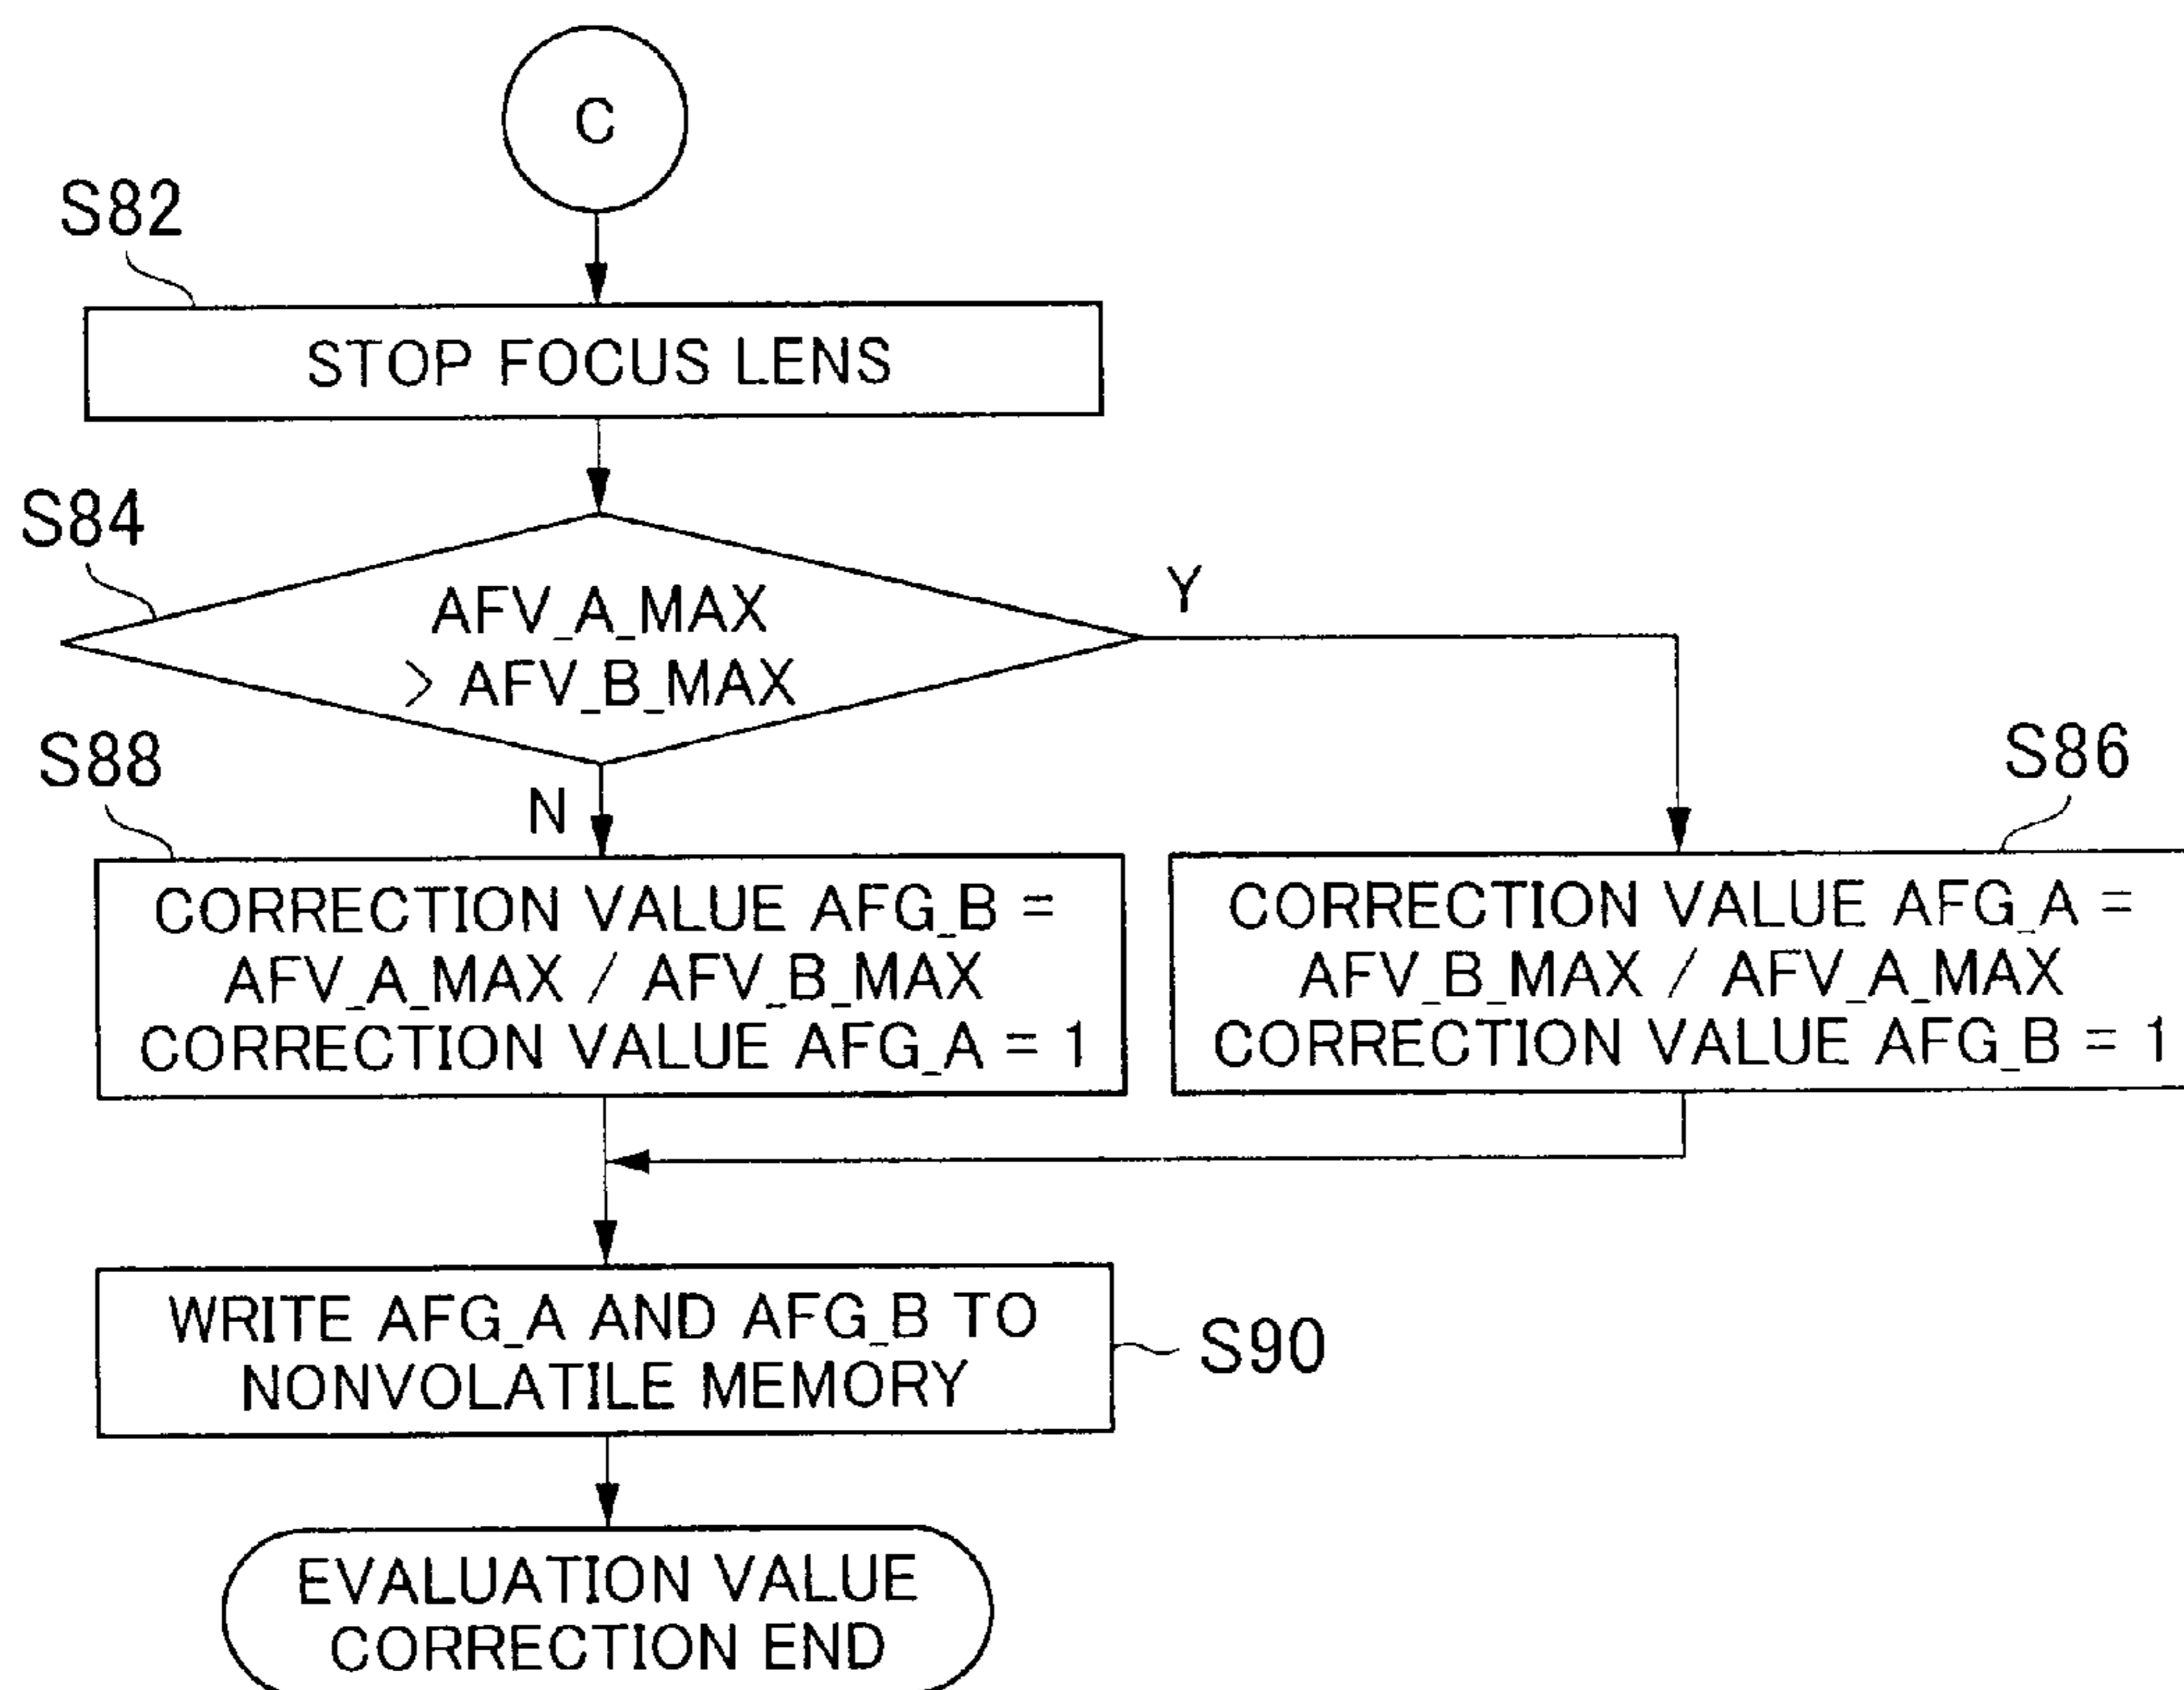 C
S82
STOP FOCUS LENS
S84
AFV_A_MAX
> AFV_B_MAX
Y
N
S88
CORRECTION VALUE AFG_B =
AFV_A_MAX / AFV_B_MAX
CORRECTION VALUE AFG_A = 1
S86
CORRECTION VALUE AFG_A =
AFV_B_MAX / AFV_A_MAX
CORRECTION VALUE AFG_B = 1
WRITE AFG_A AND AFG_B TO
NONVOLATILE MEMORY
S90
EVALUATION VALUE
CORRECTION END